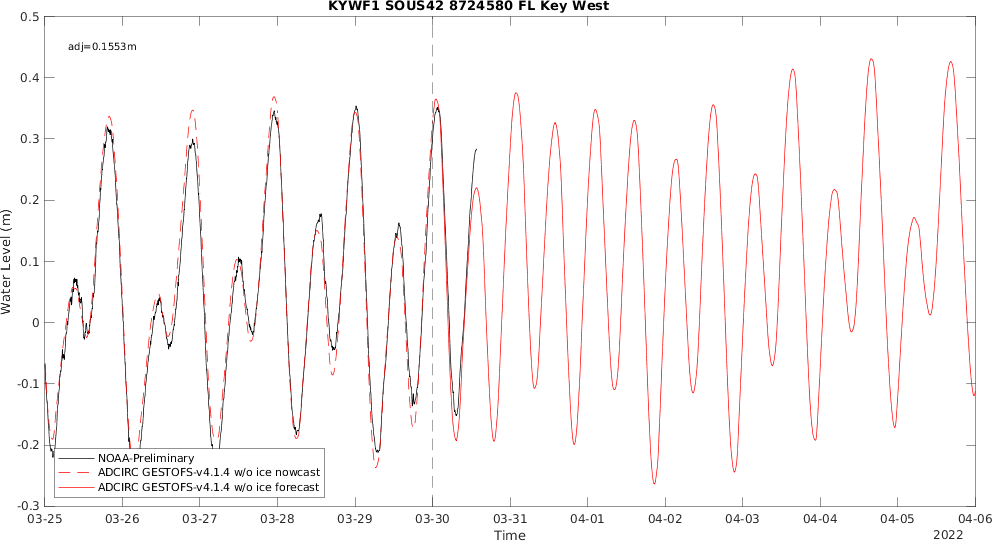 KYWF1 SOUS42 8724580 FL Key West
0.5
adj=0.1553m
0.4
0.3
0.2
0.1
0
-0.1
-0.2
-0.3
Water Level (m)
NOAA-Preliminary
ADCIRC GESTOFS-v4.1.4 w/o ice nowcast
ADCIRC GESTOFS-v4.1.4 w/o ice forecast
03-25 03-26 03-27 03-28 03-29 03-30 03-31 04-01 04-02 04-03 04-04 04-05 04-06
Time
2022